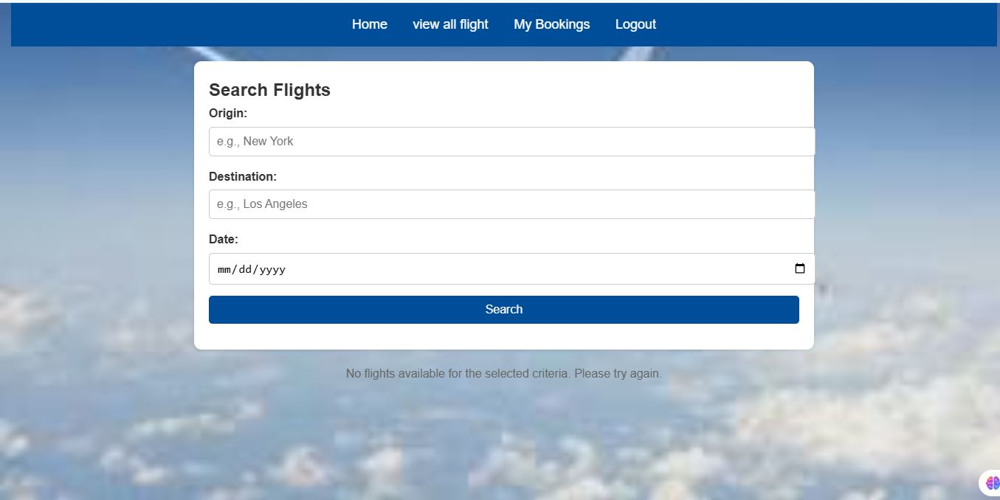 Home view all flight My Bookings Logout
Search Flights
Origin:
e.g., New York
Destination:
e.g., Los Angeles
Date:
mm/dd/yyyy
Search
No flights available for the selected criteria. Please try again.